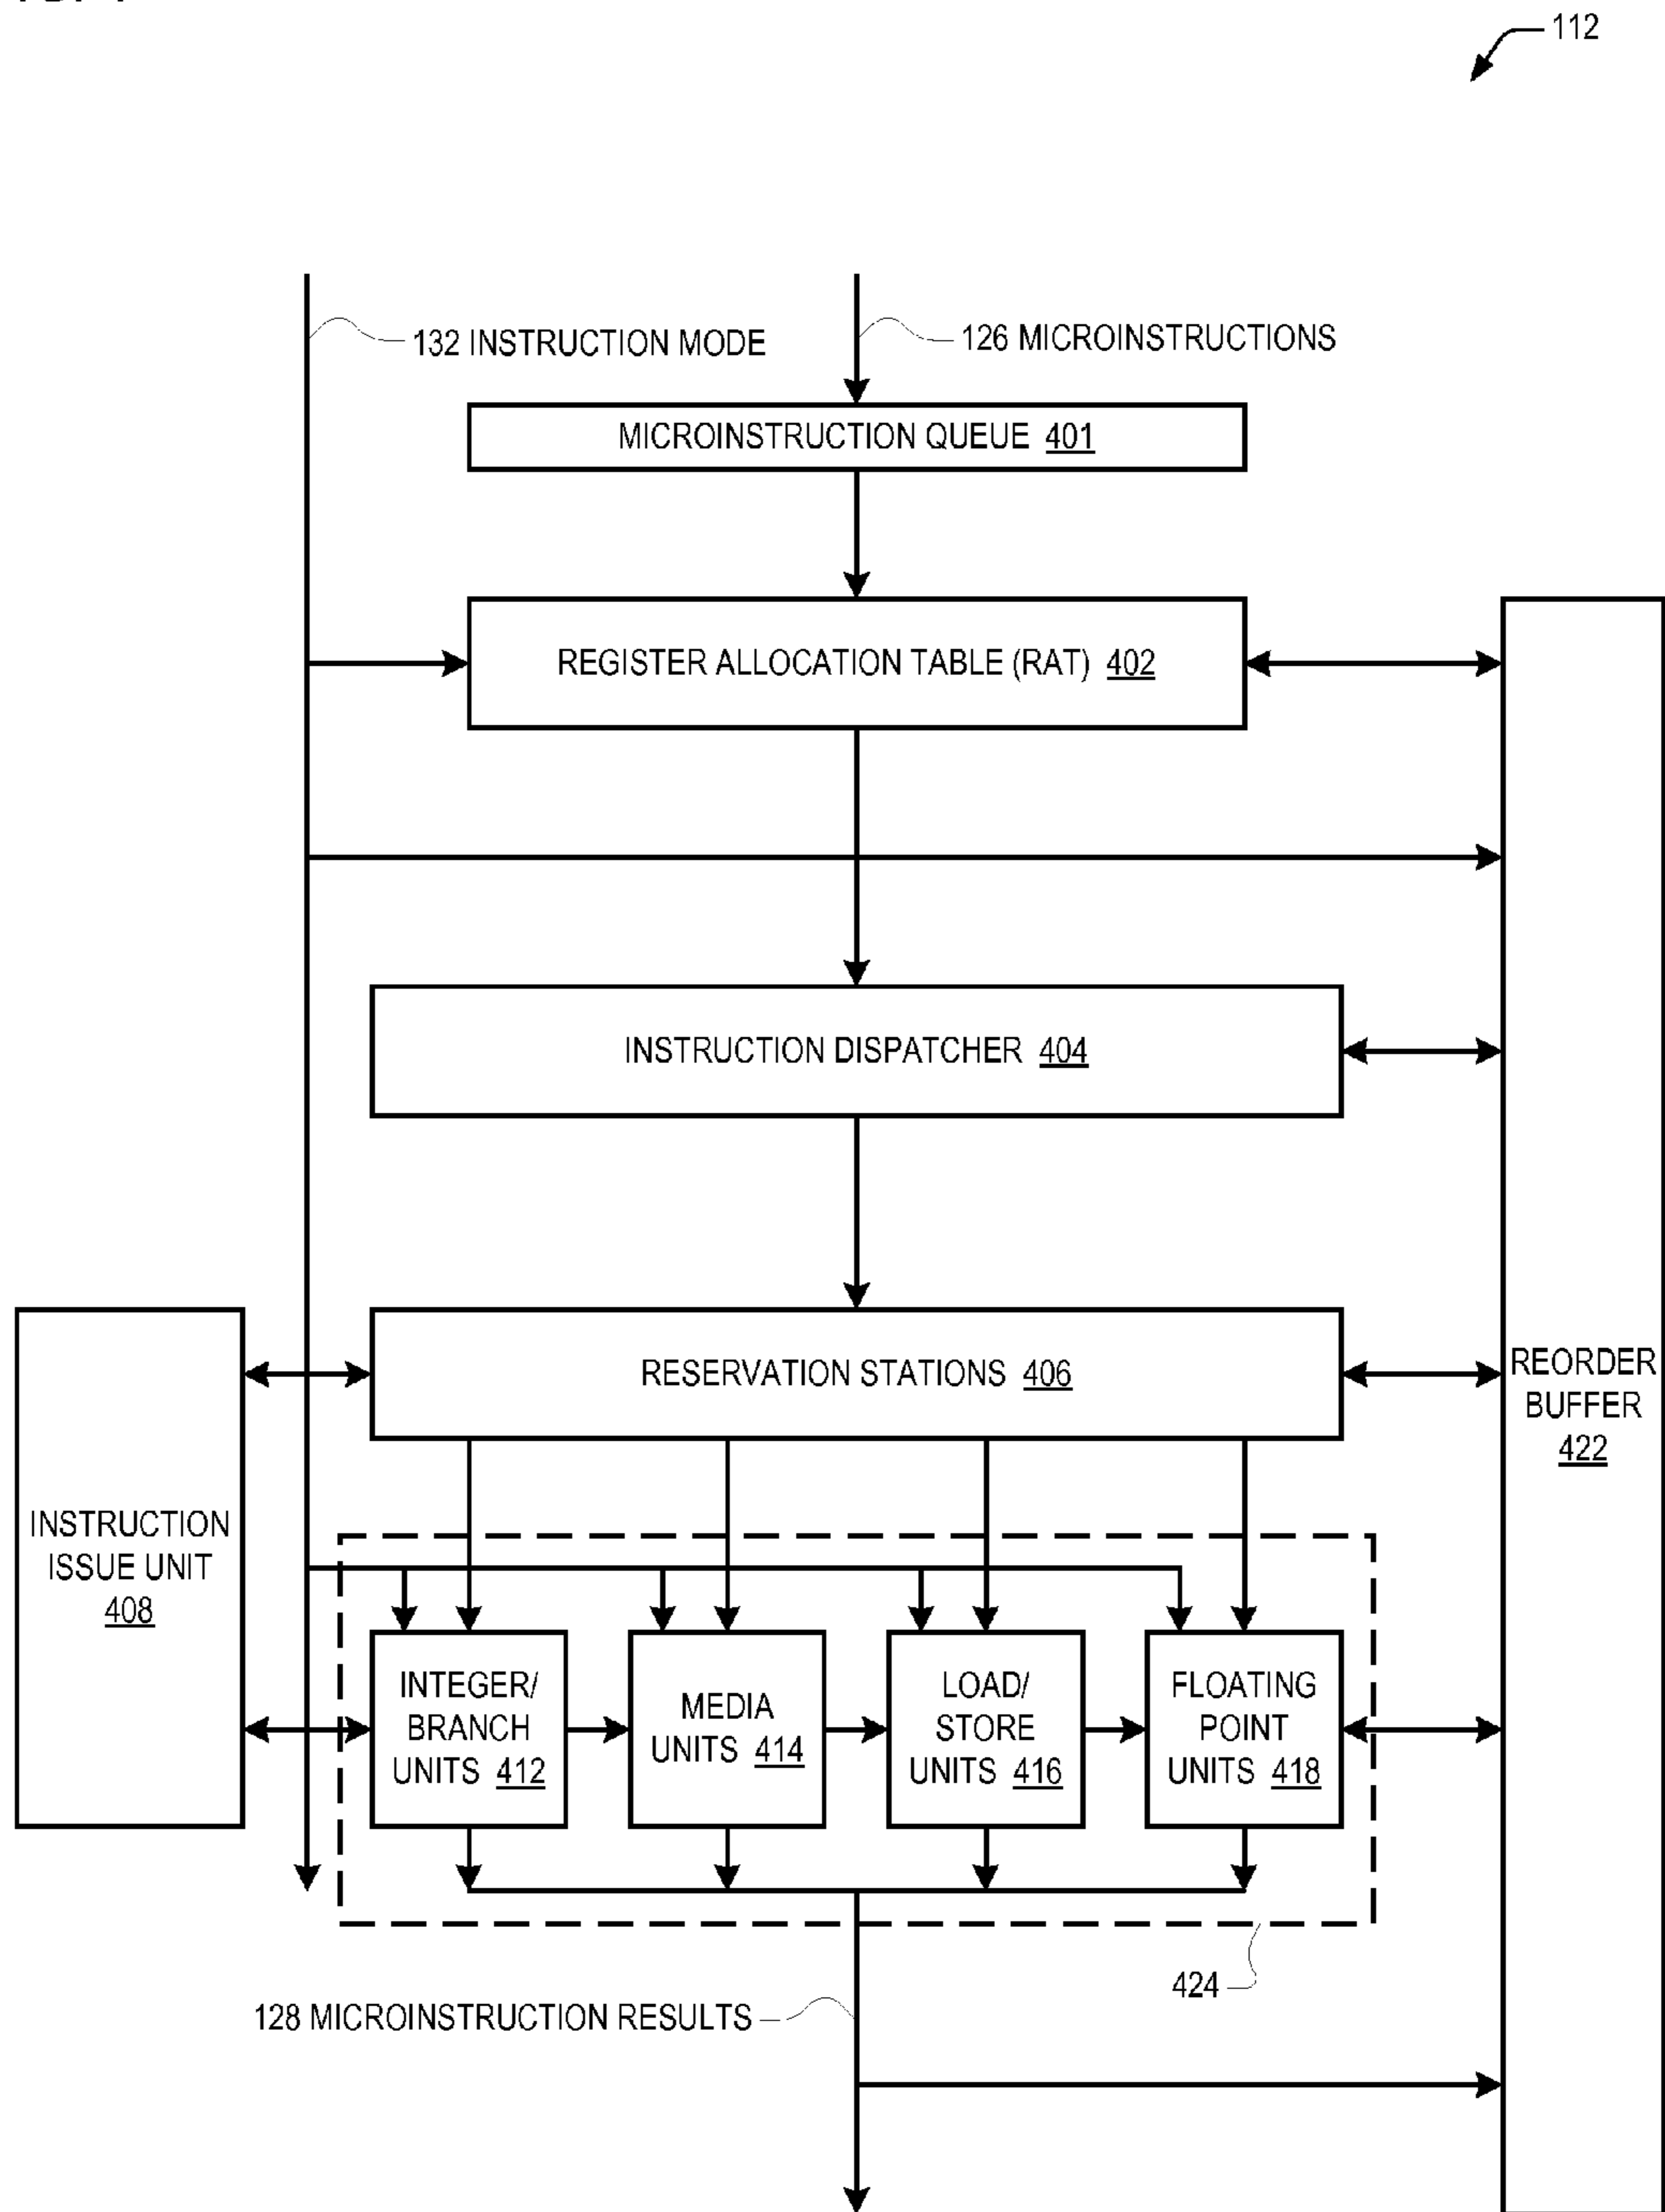 112
132 INSTRUCTION MODE
126 MICROINSTRUCTIONS
MICROINSTRUCTION QUEUE 401
REGISTER ALLOCATION TABLE (RAT) 402
INSTRUCTION DISPATCHER 404
RESERVATION STATIONS 406
REORDER
BUFFER
422
INSTRUCTION
ISSUE UNIT
408
INTEGER/
BRANCH
UNITS 412
MEDIA
UNITS 414
LOAD/
STORE
UNITS 416
FLOATING
POINT
UNITS 418
424
128 MICROINSTRUCTION RESULTS